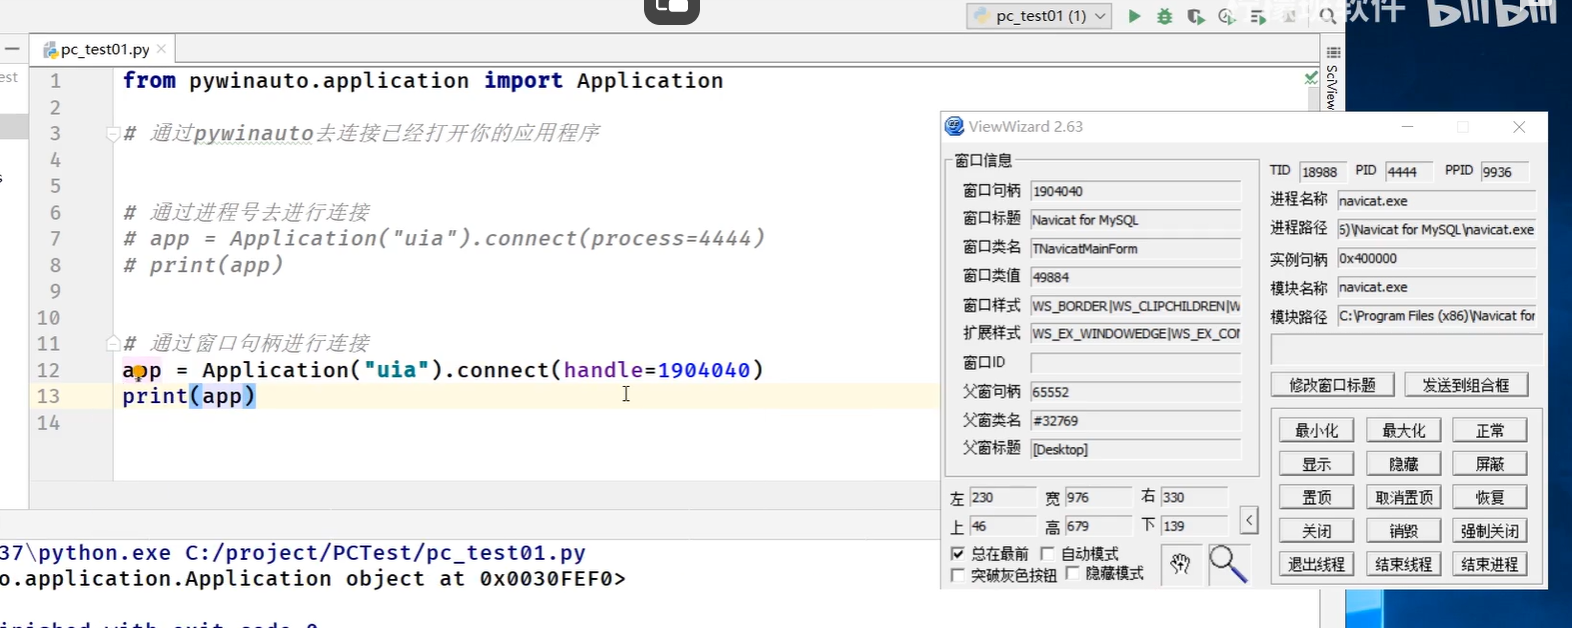 pc_test01 (1)
软件 bilibili
pc_test01.py
est
SciView
1 from pywinauto.application import Application
2
3 # 通过pywinauto去连接已经打开你的应用程序
4
5
6 # 通过进程号去进行连接
7 # app = Application("uia").connect(process=4444)
8 # print(app)
9
10
11 # 通过窗口句柄进行连接
12 app = Application("uia").connect(handle=1904040)
13 print(app)
14
37\python.exe C:/project/PCTest/pc_test01.py
o.application.Application object at 0x0030FEF0>
inished with exit code 0
ViewWizard 2.63
窗口信息
窗口句柄 1904040
窗口标题 Navicat for MySQL
窗口类名 TNavicatMainForm
窗口类值 49884
窗口样式 WS_BORDER|WS_CLIPCHILDREN|W
扩展样式 WS_EX_WINDOWEDGE|WS_EX_CON
窗口ID
父窗句柄 65552
父窗类名 #32769
父窗标题 [Desktop]
左 230 宽 976 右 330
上 46 高 679 下 139
<
总在最前 自动模式
突破灰色按钮 隐藏模式
TID 18988 PID 4444 PPID 9936
进程名称 navicat.exe
进程路径 5)\Navicat for MySQL\navicat.exe
实例句柄 0x400000
模块名称 navicat.exe
模块路径 C:\Program Files (x86)\Navicat for
修改窗口标题 发送到组合框
最小化 最大化 正常
显示 隐藏 屏蔽
置顶 取消置顶 恢复
关闭 销毁 强制关闭
退出线程 结束线程 结束进程